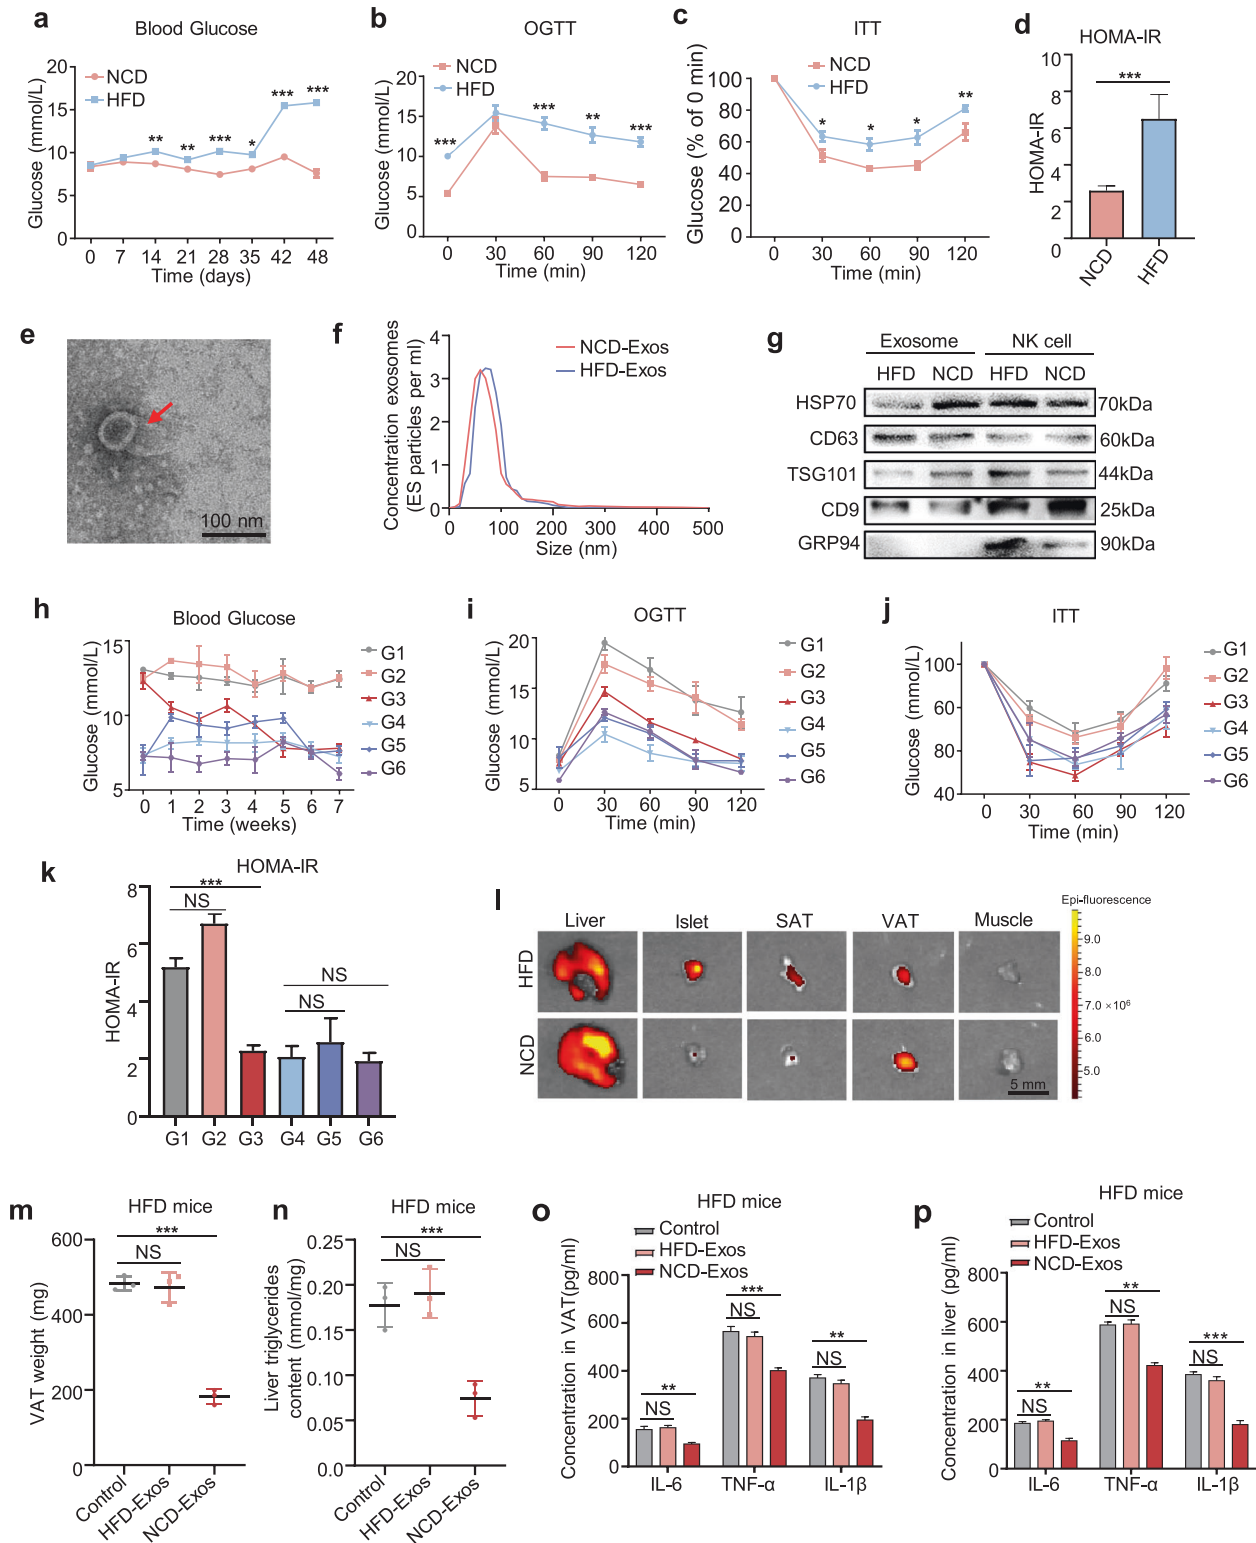 a
Blood Glucose
Glucose (mmol/L)
20
15
10
5
0
NCD
HFD
** ** *** * *** ***
0 7 14 21 28 35 42 48
Time (days)
b
OGTT
Glucose (mmol/L)
20
15
10
5
0
NCD
HFD
*** *** ** ***
0 30 60 90 120
Time (min)
c
ITT
Glucose (% of 0 min)
100
80
60
40
0
NCD
HFD
* * * **
0 30 60 90 120
Time (min)
d
HOMA-IR
HOMA-IR
10
8
6
4
2
0
***
NCD
HFD
e
100 nm
f
Concentration exosomes
(ES particles per ml)
4
3
2
1
0
NCD-Exos
HFD-Exos
0 100 200 300 400 500
Size (nm)
g
Exosome NK cell
HFD NCD HFD NCD
HSP70 70kDa
CD63 60kDa
TSG101 44kDa
CD9 25kDa
GRP94 90kDa
h
Blood Glucose
Glucose (mmol/L)
15
10
5
G1
G2
G3
G4
G5
G6
0 1 2 3 4 5 6 7
Time (weeks)
i
OGTT
Glucose (mmol/L)
20
15
10
5
G1
G2
G3
G4
G5
G6
0 30 60 90 120
Time (min)
j
ITT
Glucose (mmol/L)
100
60
80
40
G1
G2
G3
G4
G5
G6
0 30 60 90 120
Time (min)
k
HOMA-IR
HOMA-IR
8
6
4
2
0
***
NS
NS
NS
G1 G2 G3 G4 G5 G6
l
Epi-fluorescence
Liver Islet SAT VAT Muscle
HFD
NCD
9.0
8.0
7.0 ×10⁶
6.0
5.0
5 mm
m
HFD mice
VAT weight (mg)
600
400
200
0
***
NS
Control
HFD-Exos
NCD-Exos
n
HFD mice
Liver triglycerides
content (mmol/mg)
0.25
0.20
0.15
0.10
0.05
0.0
***
NS
Control
HFD-Exos
NCD-Exos
o
HFD mice
Control
HFD-Exos
NCD-Exos
Concentration in VAT(pg/ml)
800
600
400
200
0
**
NS
***
NS
**
NS
IL-6 TNF-α IL-1β
p
HFD mice
Control
HFD-Exos
NCD-Exos
Concentration in liver (pg/ml)
800
600
400
200
0
**
NS
**
NS
***
NS
IL-6 TNF-α IL-1β